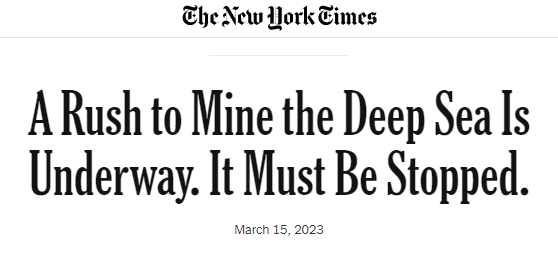 The New York Times
A Rush to Mine the Deep Sea Is
Underway. It Must Be Stopped.
March 15, 2023